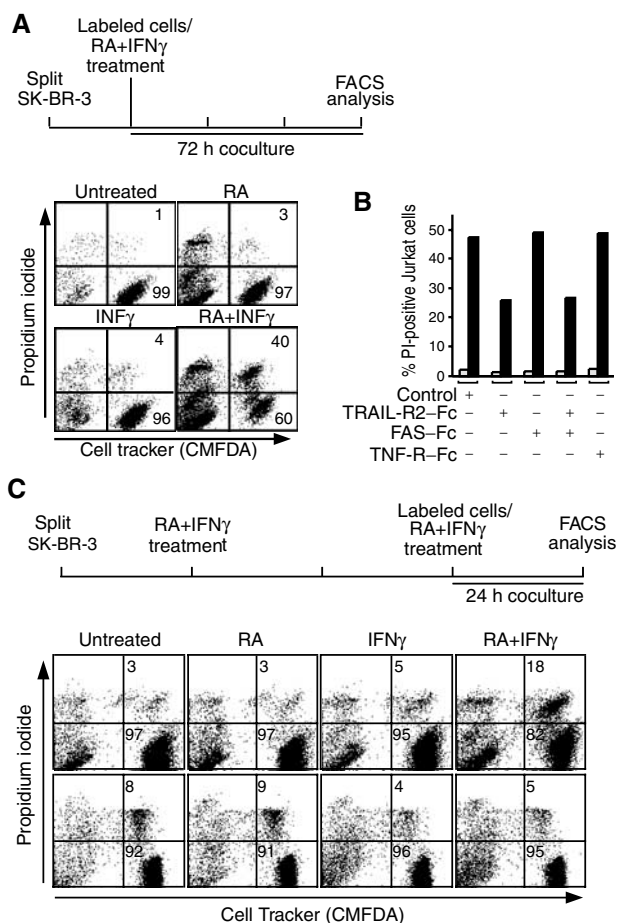 A
Labeled cells/
RA+IFNγ
treatment
Split
SK-BR-3
FACS
analysis
72 h coculture
Untreated
RA
1
3
99
97
INFγ
RA+INFγ
4
40
96
60
Propidium iodide
Cell tracker (CMFDA)
B
% PI-positive Jurkat cells
50
40
30
20
10
0
Control + – – – –
TRAIL-R2–Fc – + – + –
FAS–Fc – – + + –
TNF-R–Fc – – – – +
C
Split
SK-BR-3
RA+IFNγ
treatment
Labeled cells/
RA+IFNγ
treatment
FACS
analysis
24 h coculture
Untreated RA IFNγ RA+IFNγ
3 3 5 18
97 97 95 82
8 9 4 5
92 91 96 95
Propidium iodide
Cell Tracker (CMFDA)